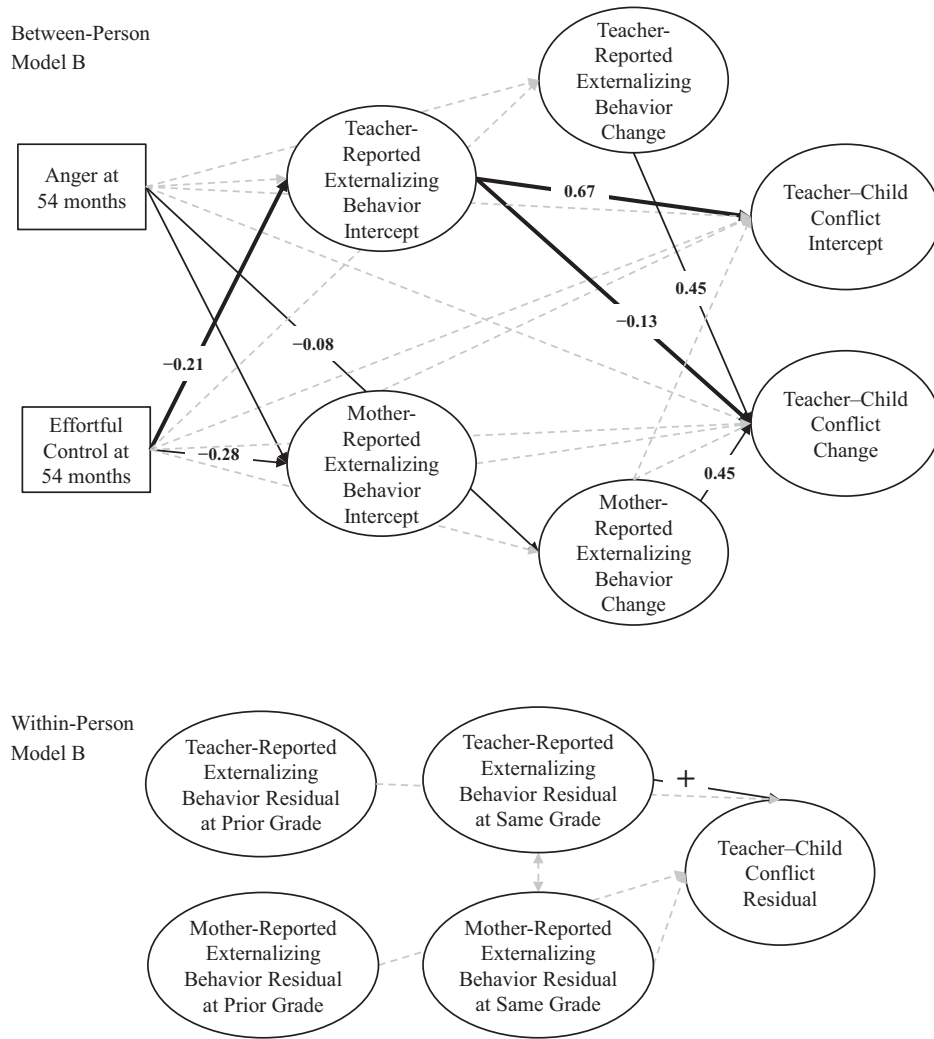 Between-Person
Model B
Teacher-
Reported
Externalizing
Behavior
Change
Anger at
54 months
Teacher-
Reported
Externalizing
Behavior
Intercept
0.67
Teacher–Child
Conflict
Intercept
0.45
−0.13
−0.08
−0.21
Effortful
Control at
54 months
−0.28
Mother-
Reported
Externalizing
Behavior
Intercept
Teacher–Child
Conflict
Change
0.45
Mother-
Reported
Externalizing
Behavior
Change
Within-Person
Model B
Teacher-Reported
Externalizing
Behavior Residual
at Prior Grade
Teacher-Reported
Externalizing
Behavior Residual
at Same Grade
+
Teacher–Child
Conflict
Residual
Mother-Reported
Externalizing
Behavior Residual
at Prior Grade
Mother-Reported
Externalizing
Behavior Residual
at Same Grade